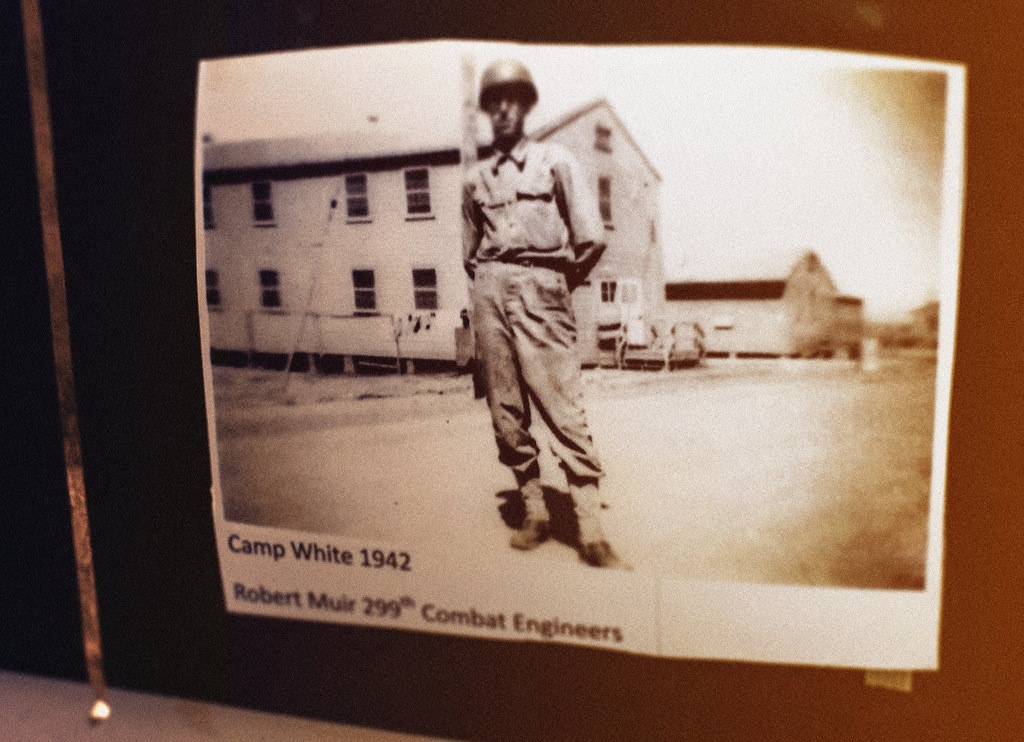 Camp White 1942
Robert Muir 299th Combat Engineers